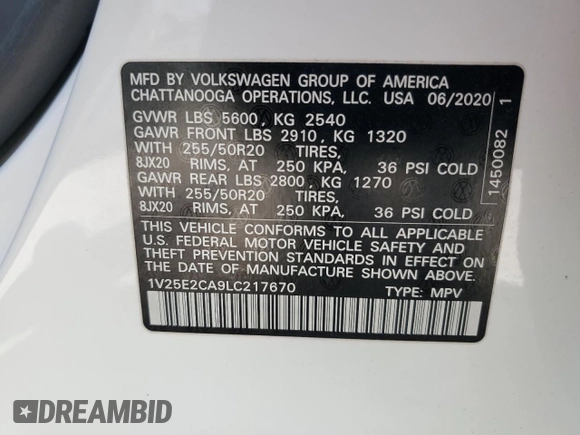 MFD BY VOLKSWAGEN GROUP OF AMERICA
CHATTANOOGA OPERATIONS, LLC. USA 06/2020
GVWR LBS 5600, KG 2540
GAWR FRONT LBS 2910, KG 1320
WITH 255/50R20 TIRES,
8JX20 RIMS, AT 250 KPA, 36 PSI COLD
GAWR REAR LBS 2800, KG 1270
WITH 255/50R20 TIRES,
8JX20 RIMS, AT 250 KPA, 36 PSI COLD
THIS VEHICLE CONFORMS TO ALL APPLICABLE
U.S. FEDERAL MOTOR VEHICLE SAFETY AND
THEFT PREVENTION STANDARDS IN EFFECT ON
THE DATE OF MANUFACTURE SHOWN ABOVE.
1V25E2CA9LC217670 TYPE: MPV
1450082 1
DREAMBID